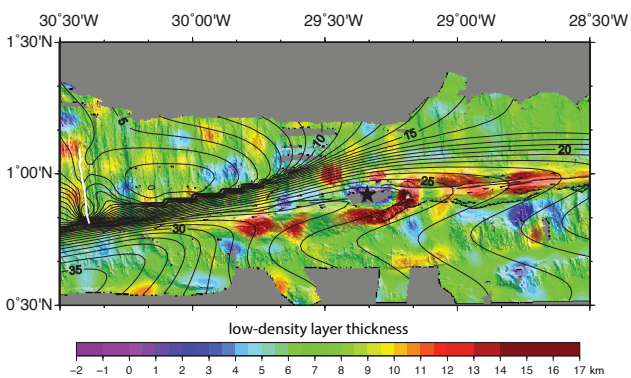 30˚30'W 30˚00'W 29˚30'W 29˚00'W 28˚30'W
1˚30'N
5 10 15
20
1˚00'N 25
30
35
0˚30'N
low-density layer thickness
−2 −1 0 1 2 3 4 5 6 7 8 9 10 11 12 13 14 15 16 17 km